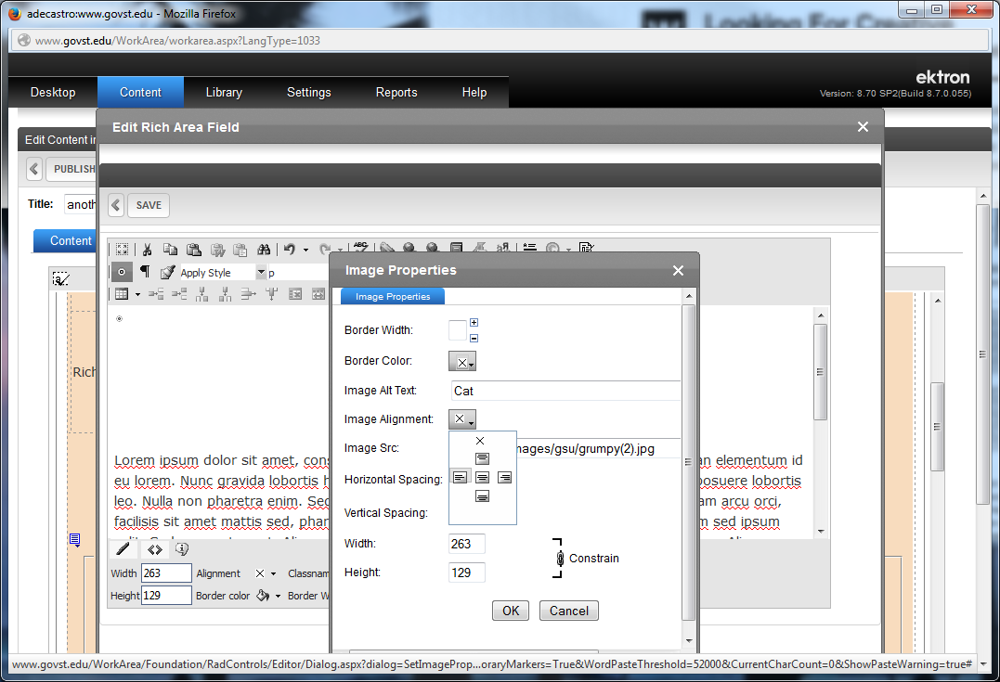 adecastro:www.govst.edu - Mozilla Firefox
Looking For Creative
www.govst.edu/WorkArea/workarea.aspx?LangType=1033
ektron
Desktop Content Library Settings Reports Help
Version: 8.70 SP2(Build 8.7.0.055)
Edit Rich Area Field
Edit Content in
PUBLISH
Title: anoth
SAVE
Content
ABC
Apply Style p
Image Properties
Image Properties
Border Width:
Border Color:
Image Alt Text: Cat
Image Alignment:
Image Src: mages/gsu/grumpy(2).jpg
Horizontal Spacing:
Vertical Spacing:
Width: 263
Height: 129
Constrain
OK Cancel
Rich
Lorem ipsum dolor sit amet, cons an elementum id
eu lorem. Nunc gravida lobortis h posuere lobortis
leo. Nulla non pharetra enim. Sed am arcu orci,
facilisis sit amet mattis sed, phar m sed ipsum
Width 263 Alignment Classnam
Height 129 Border color Border W
www.govst.edu/WorkArea/Foundation/RadControls/Editor/Dialog.aspx?dialog=SetImageProp...oraryMarkers=True&WordPasteThreshold=52000&CurrentCharCount=0&ShowPasteWarning=true#